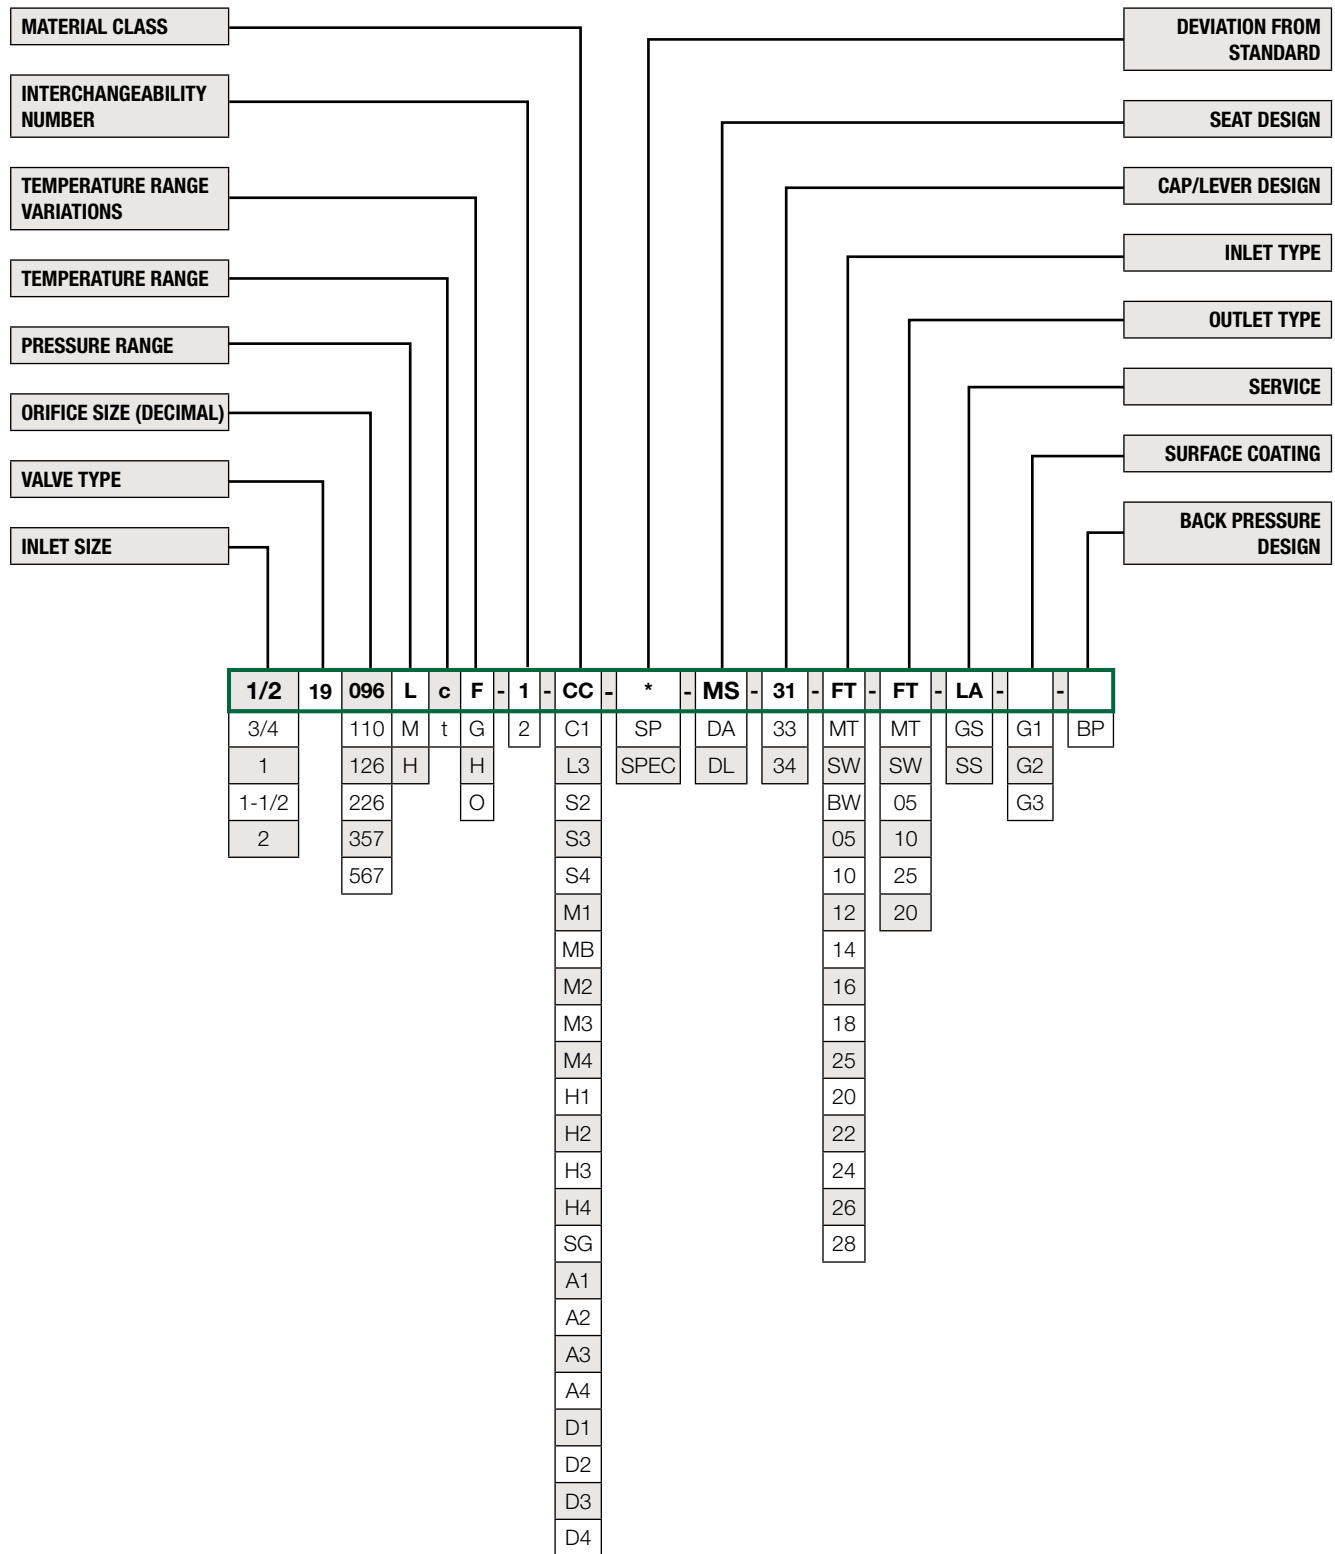 MATERIAL CLASS
INTERCHANGEABILITY
NUMBER
TEMPERATURE RANGE
VARIATIONS
TEMPERATURE RANGE
PRESSURE RANGE
ORIFICE SIZE (DECIMAL)
VALVE TYPE
INLET SIZE
DEVIATION FROM
STANDARD
SEAT DESIGN
CAP/LEVER DESIGN
INLET TYPE
OUTLET TYPE
SERVICE
SURFACE COATING
BACK PRESSURE
DESIGN
1/2 19 096 L c F - 1 - CC - * - MS - 31 - FT - FT - LA - -
3/4 110 M t G 2 C1 SP DA 33 MT MT GS G1 BP
1 126 H H L3 SPEC DL 34 SW SW SS G2
1-1/2 226 O S2 BW 05 G3
2 357 S3 05 10
567 S4 10 25
M1 12 20
MB 14
M2 16
M3 18
M4 25
H1 20
H2 22
H3 24
H4 26
SG 28
A1
A2
A3
A4
D1
D2
D3
D4